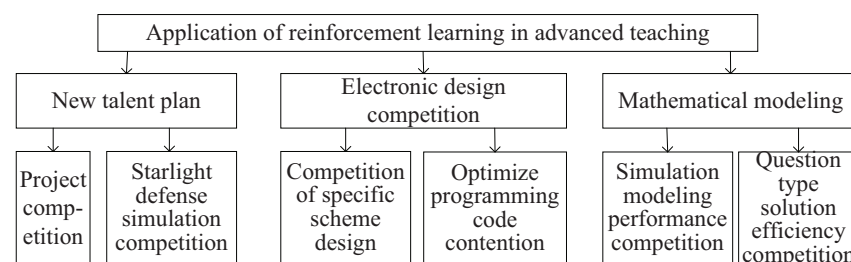 Application of reinforcement learning in advanced teaching
New talent plan
Electronic design
competition
Mathematical modeling
Project
comp-
etition
Starlight
defense
simulation
competition
Competition
of specific
scheme
design
Optimize
programming
code
contention
Simulation
modeling
performance
competition
Question
type
solution
efficiency
competition